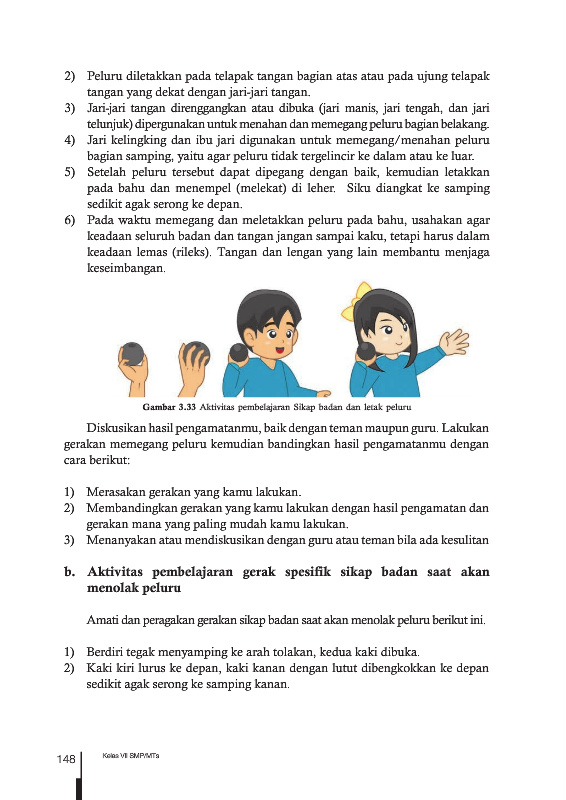 2) Peluru diletakkan pada telapak tangan bagian atas atau pada ujung telapak
tangan yang dekat dengan jari-jari tangan.
3) Jari-jari tangan direnggangkan atau dibuka (jari manis, jari tengah, dan jari
telunjuk) dipergunakan untuk menahan dan memegang peluru bagian belakang.
4) Jari kelingking dan ibu jari digunakan untuk memegang/menahan peluru
bagian samping, yaitu agar peluru tidak tergelincir ke dalam atau ke luar.
5) Setelah peluru tersebut dapat dipegang dengan baik, kemudian letakkan
pada bahu dan menempel (melekat) di leher. Siku diangkat ke samping
sedikit agak serong ke depan.
6) Pada waktu memegang dan meletakkan peluru pada bahu, usahakan agar
keadaan seluruh badan dan tangan jangan sampai kaku, tetapi harus dalam
keadaan lemas (rileks). Tangan dan lengan yang lain membantu menjaga
keseimbangan.
Gambar 3.33 Aktivitas pembelajaran Sikap badan dan letak peluru
Diskusikan hasil pengamatanmu, baik dengan teman maupun guru. Lakukan
gerakan memegang peluru kemudian bandingkan hasil pengamatanmu dengan
cara berikut:
1) Merasakan gerakan yang kamu lakukan.
2) Membandingkan gerakan yang kamu lakukan dengan hasil pengamatan dan
gerakan mana yang paling mudah kamu lakukan.
3) Menanyakan atau mendiskusikan dengan guru atau teman bila ada kesulitan
b. Aktivitas pembelajaran gerak spesifik sikap badan saat akan
menolak peluru
Amati dan peragakan gerakan sikap badan saat akan menolak peluru berikut ini.
1) Berdiri tegak menyamping ke arah tolakan, kedua kaki dibuka.
2) Kaki kiri lurus ke depan, kaki kanan dengan lutut dibengkokkan ke depan
sedikit agak serong ke samping kanan.
148
Kelas VII SMP/MTs